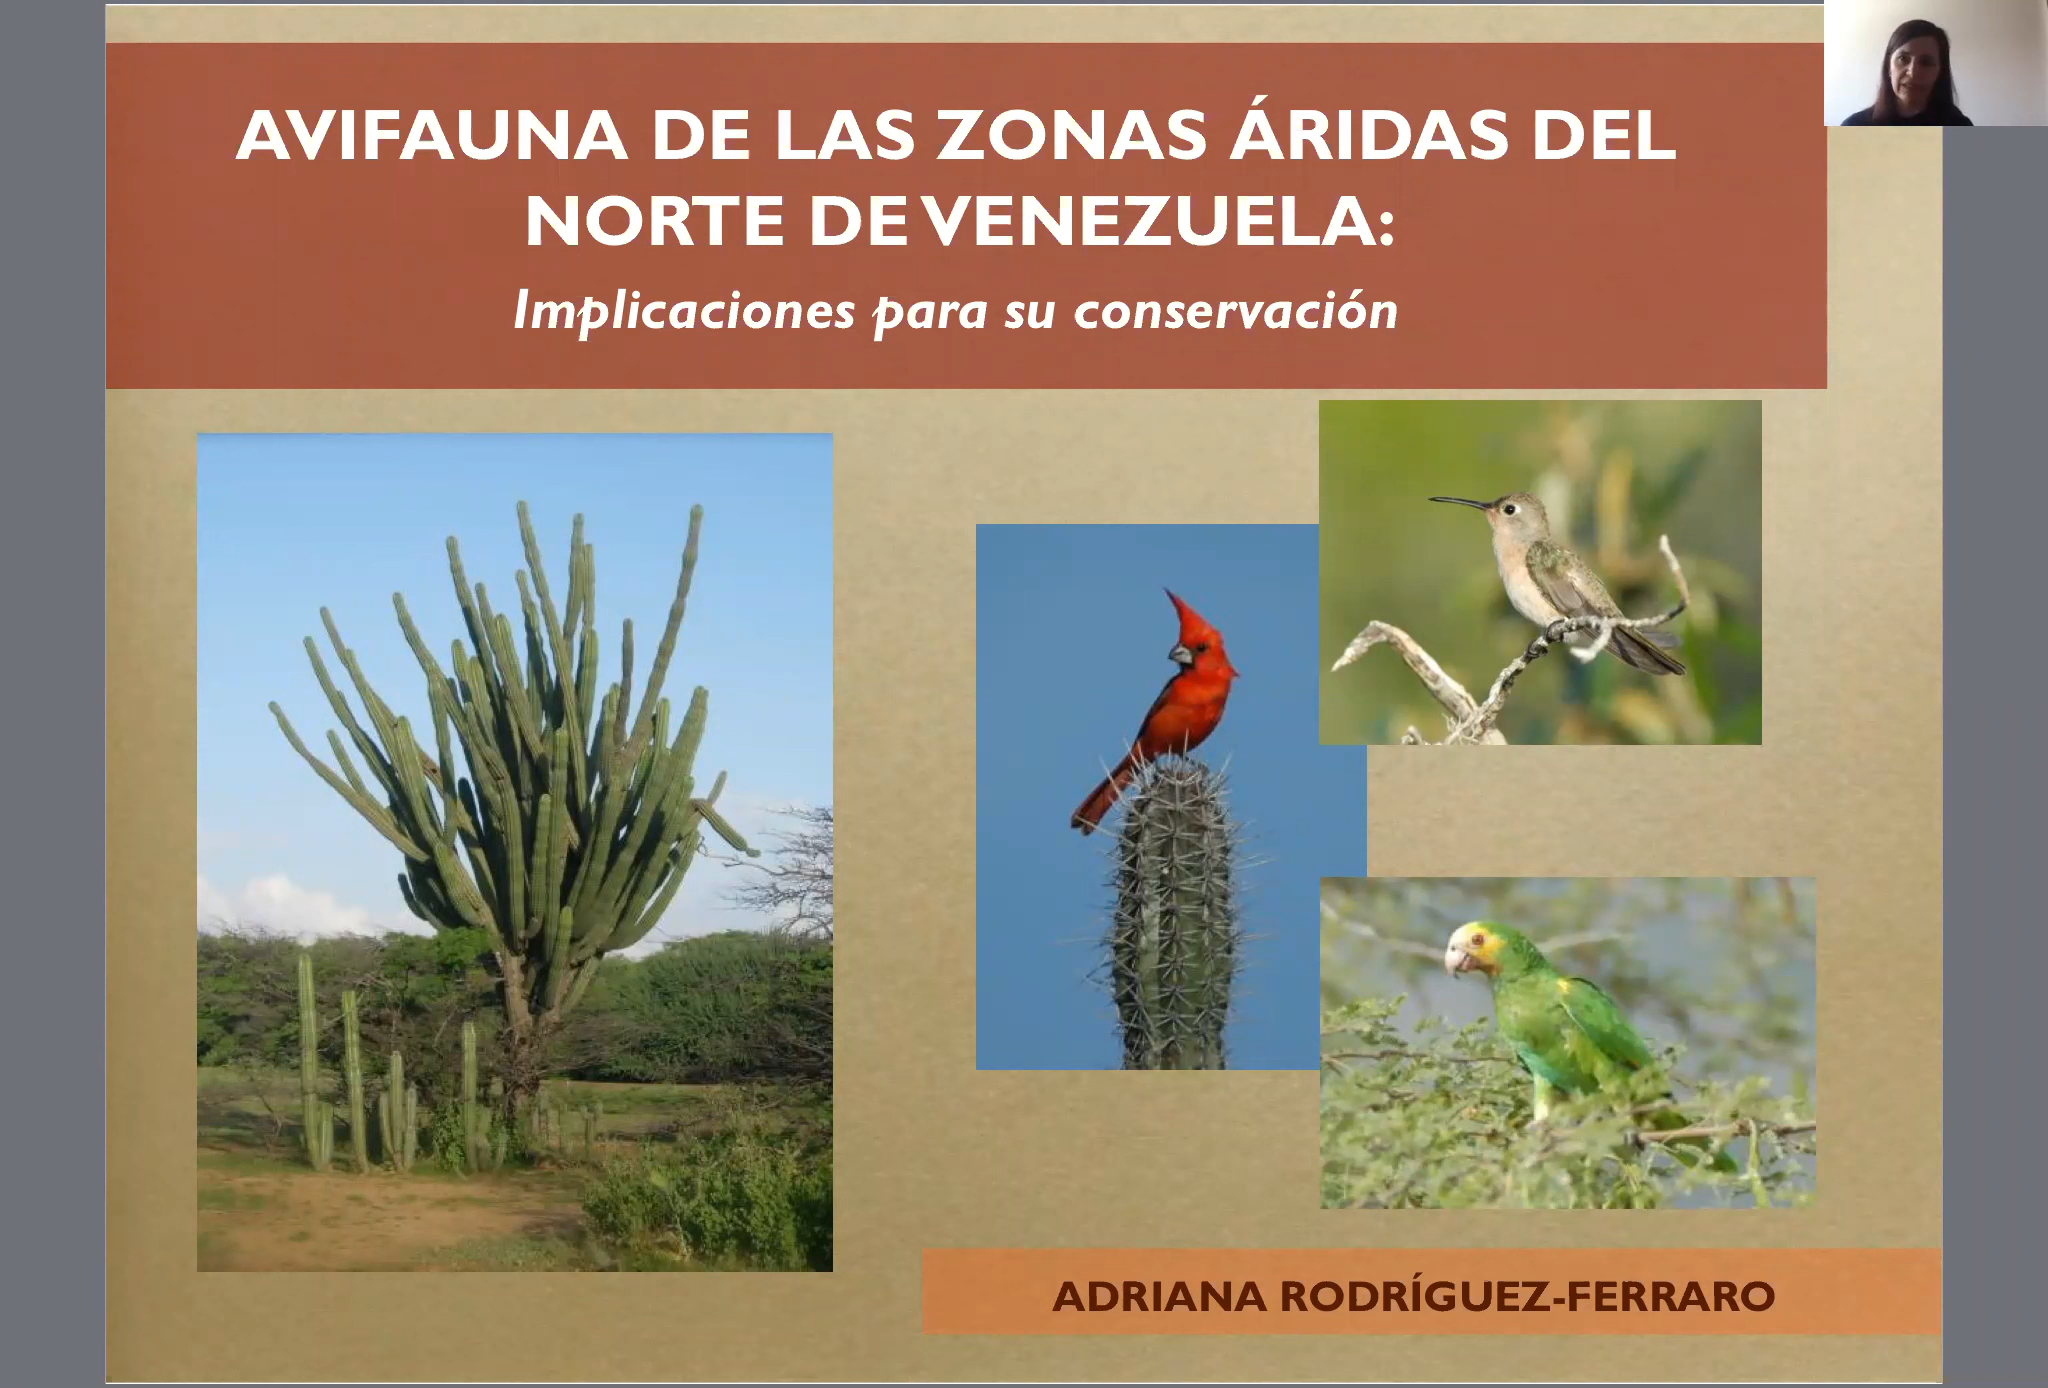 AVIFAUNA DE LAS ZONAS ÁRIDAS DEL
NORTE DE VENEZUELA:
Implicaciones para su conservación
ADRIANA RODRÍGUEZ-FERRARO